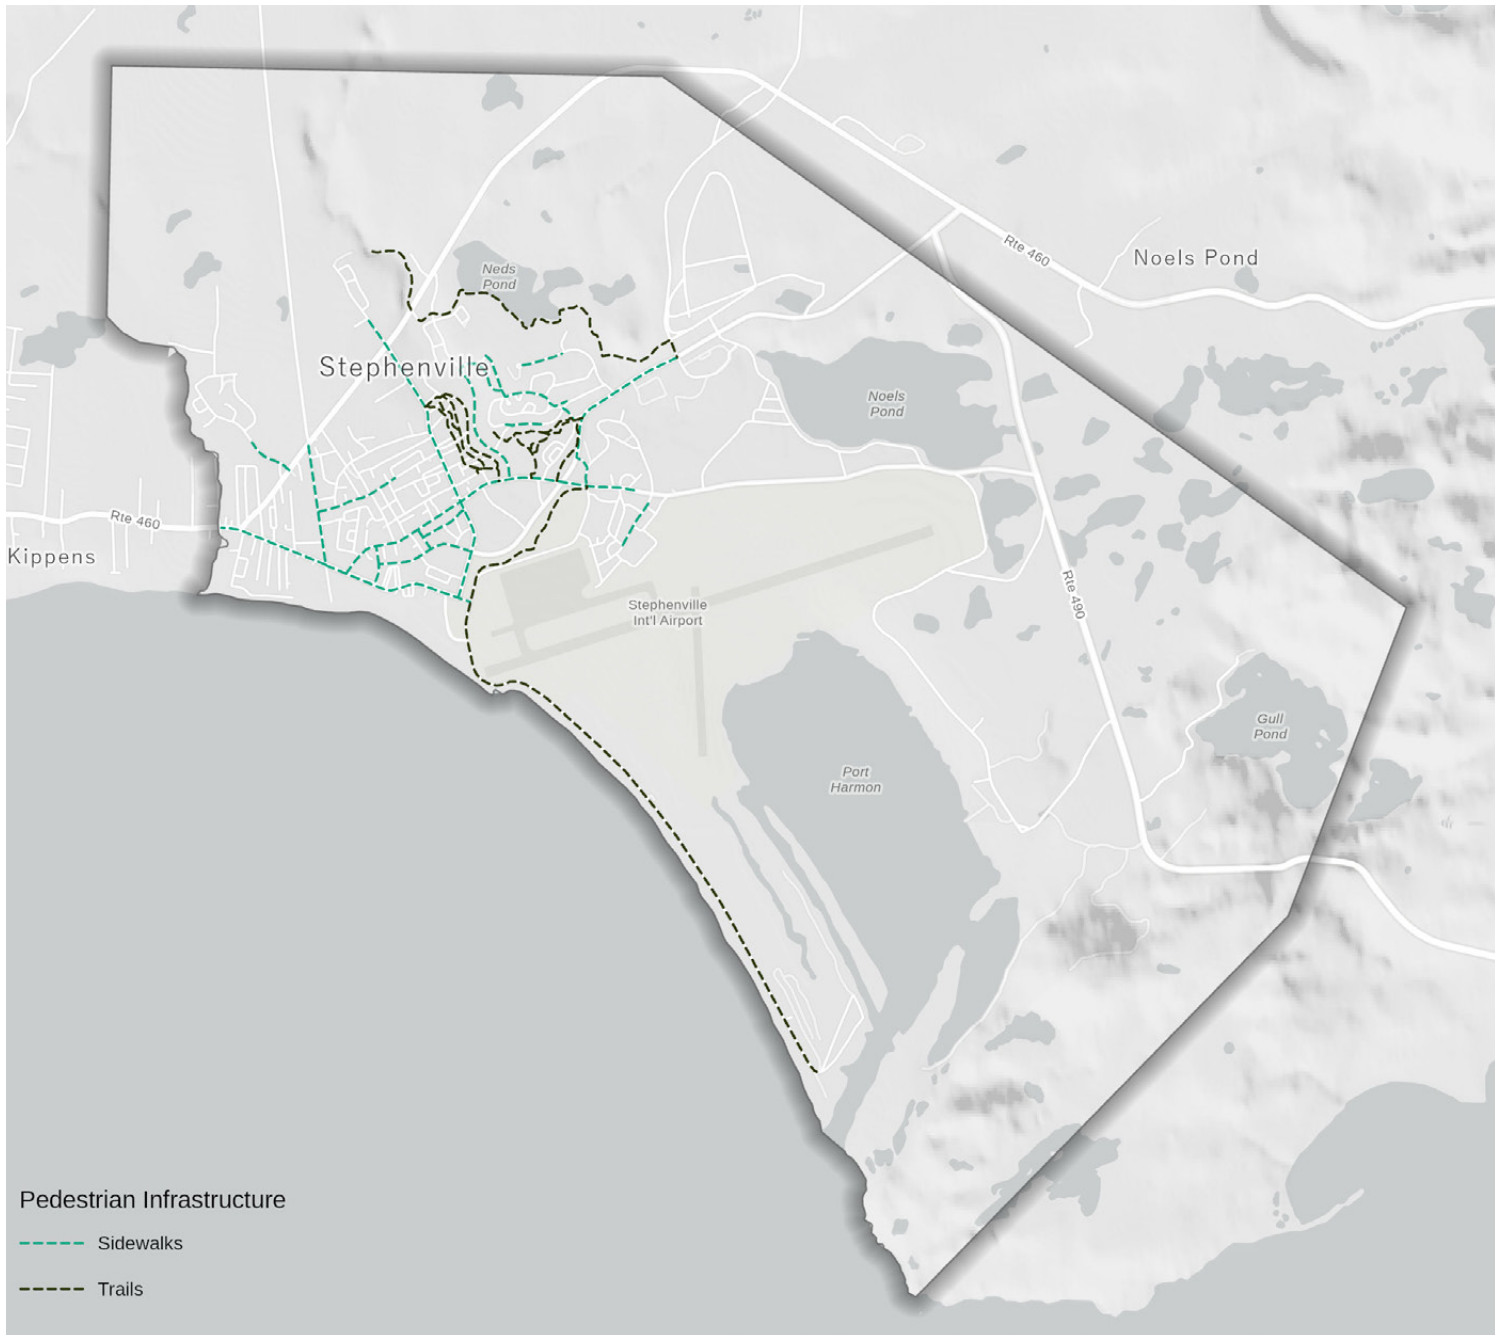 Rte 460
Noels Pond
Neds
Pond
Stephenville
Noels
Pond
Rte 460
Kippens
Rte 490
Stephenville
Int'l Airport
Gull
Pond
Port
Harmon
Pedestrian Infrastructure
Sidewalks
Trails